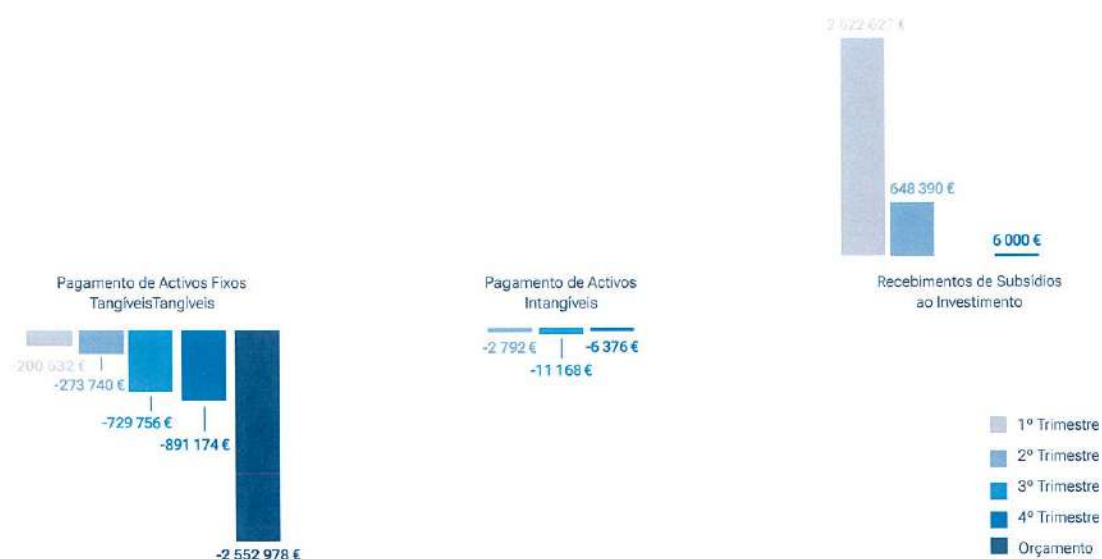 2 622 627 €
648 390 €
6 000 €
Pagamento de Activos Fixos
TangíveisTangíveis
Pagamento de Activos
Intangíveis
Recebimentos de Subsídios
ao Investimento
-200 632 €
-273 740 €
-729 756 €
-891 174 €
-2 552 978 €
-2 792 €
-11 168 €
-6 376 €
1º Trimestre
2º Trimestre
3º Trimestre
4º Trimestre
Orçamento